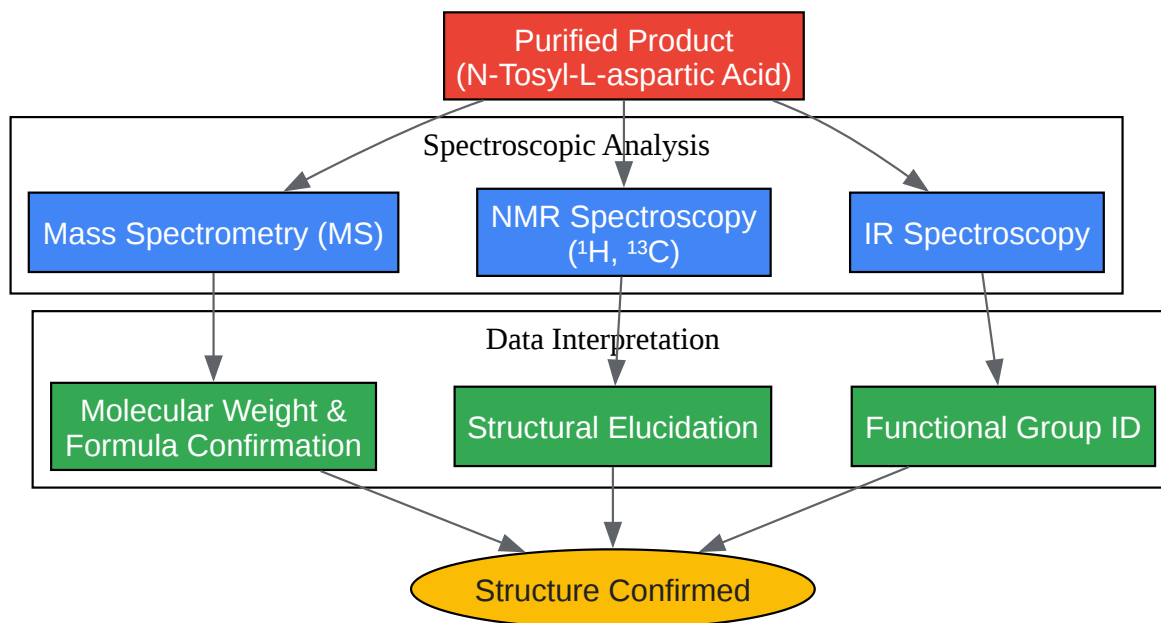 Purified Product
(N-Tosyl-L-aspartic Acid)
Spectroscopic Analysis
Mass Spectrometry (MS)
NMR Spectroscopy
(¹H, ¹³C)
IR Spectroscopy
Data Interpretation
Molecular Weight &
Formula Confirmation
Structural Elucidation
Functional Group ID
Structure Confirmed